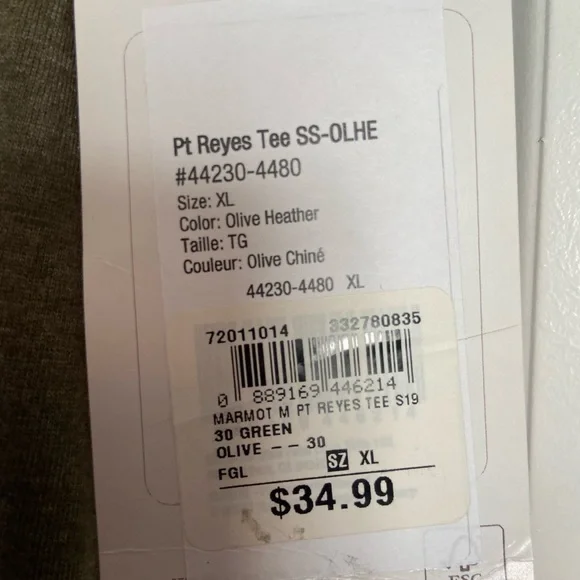 Pt Reyes Tee SS-OLHE
#44230-4480
Size: XL
Color: Olive Heather
Taille: TG
Couleur: Olive Chiné
44230-4480 XL
72011014 332780835
0 889169 446214
MARMOT M PT REYES TEE S19
30 GREEN
OLIVE -- 30
FGL SZ XL
$34.99
FSC